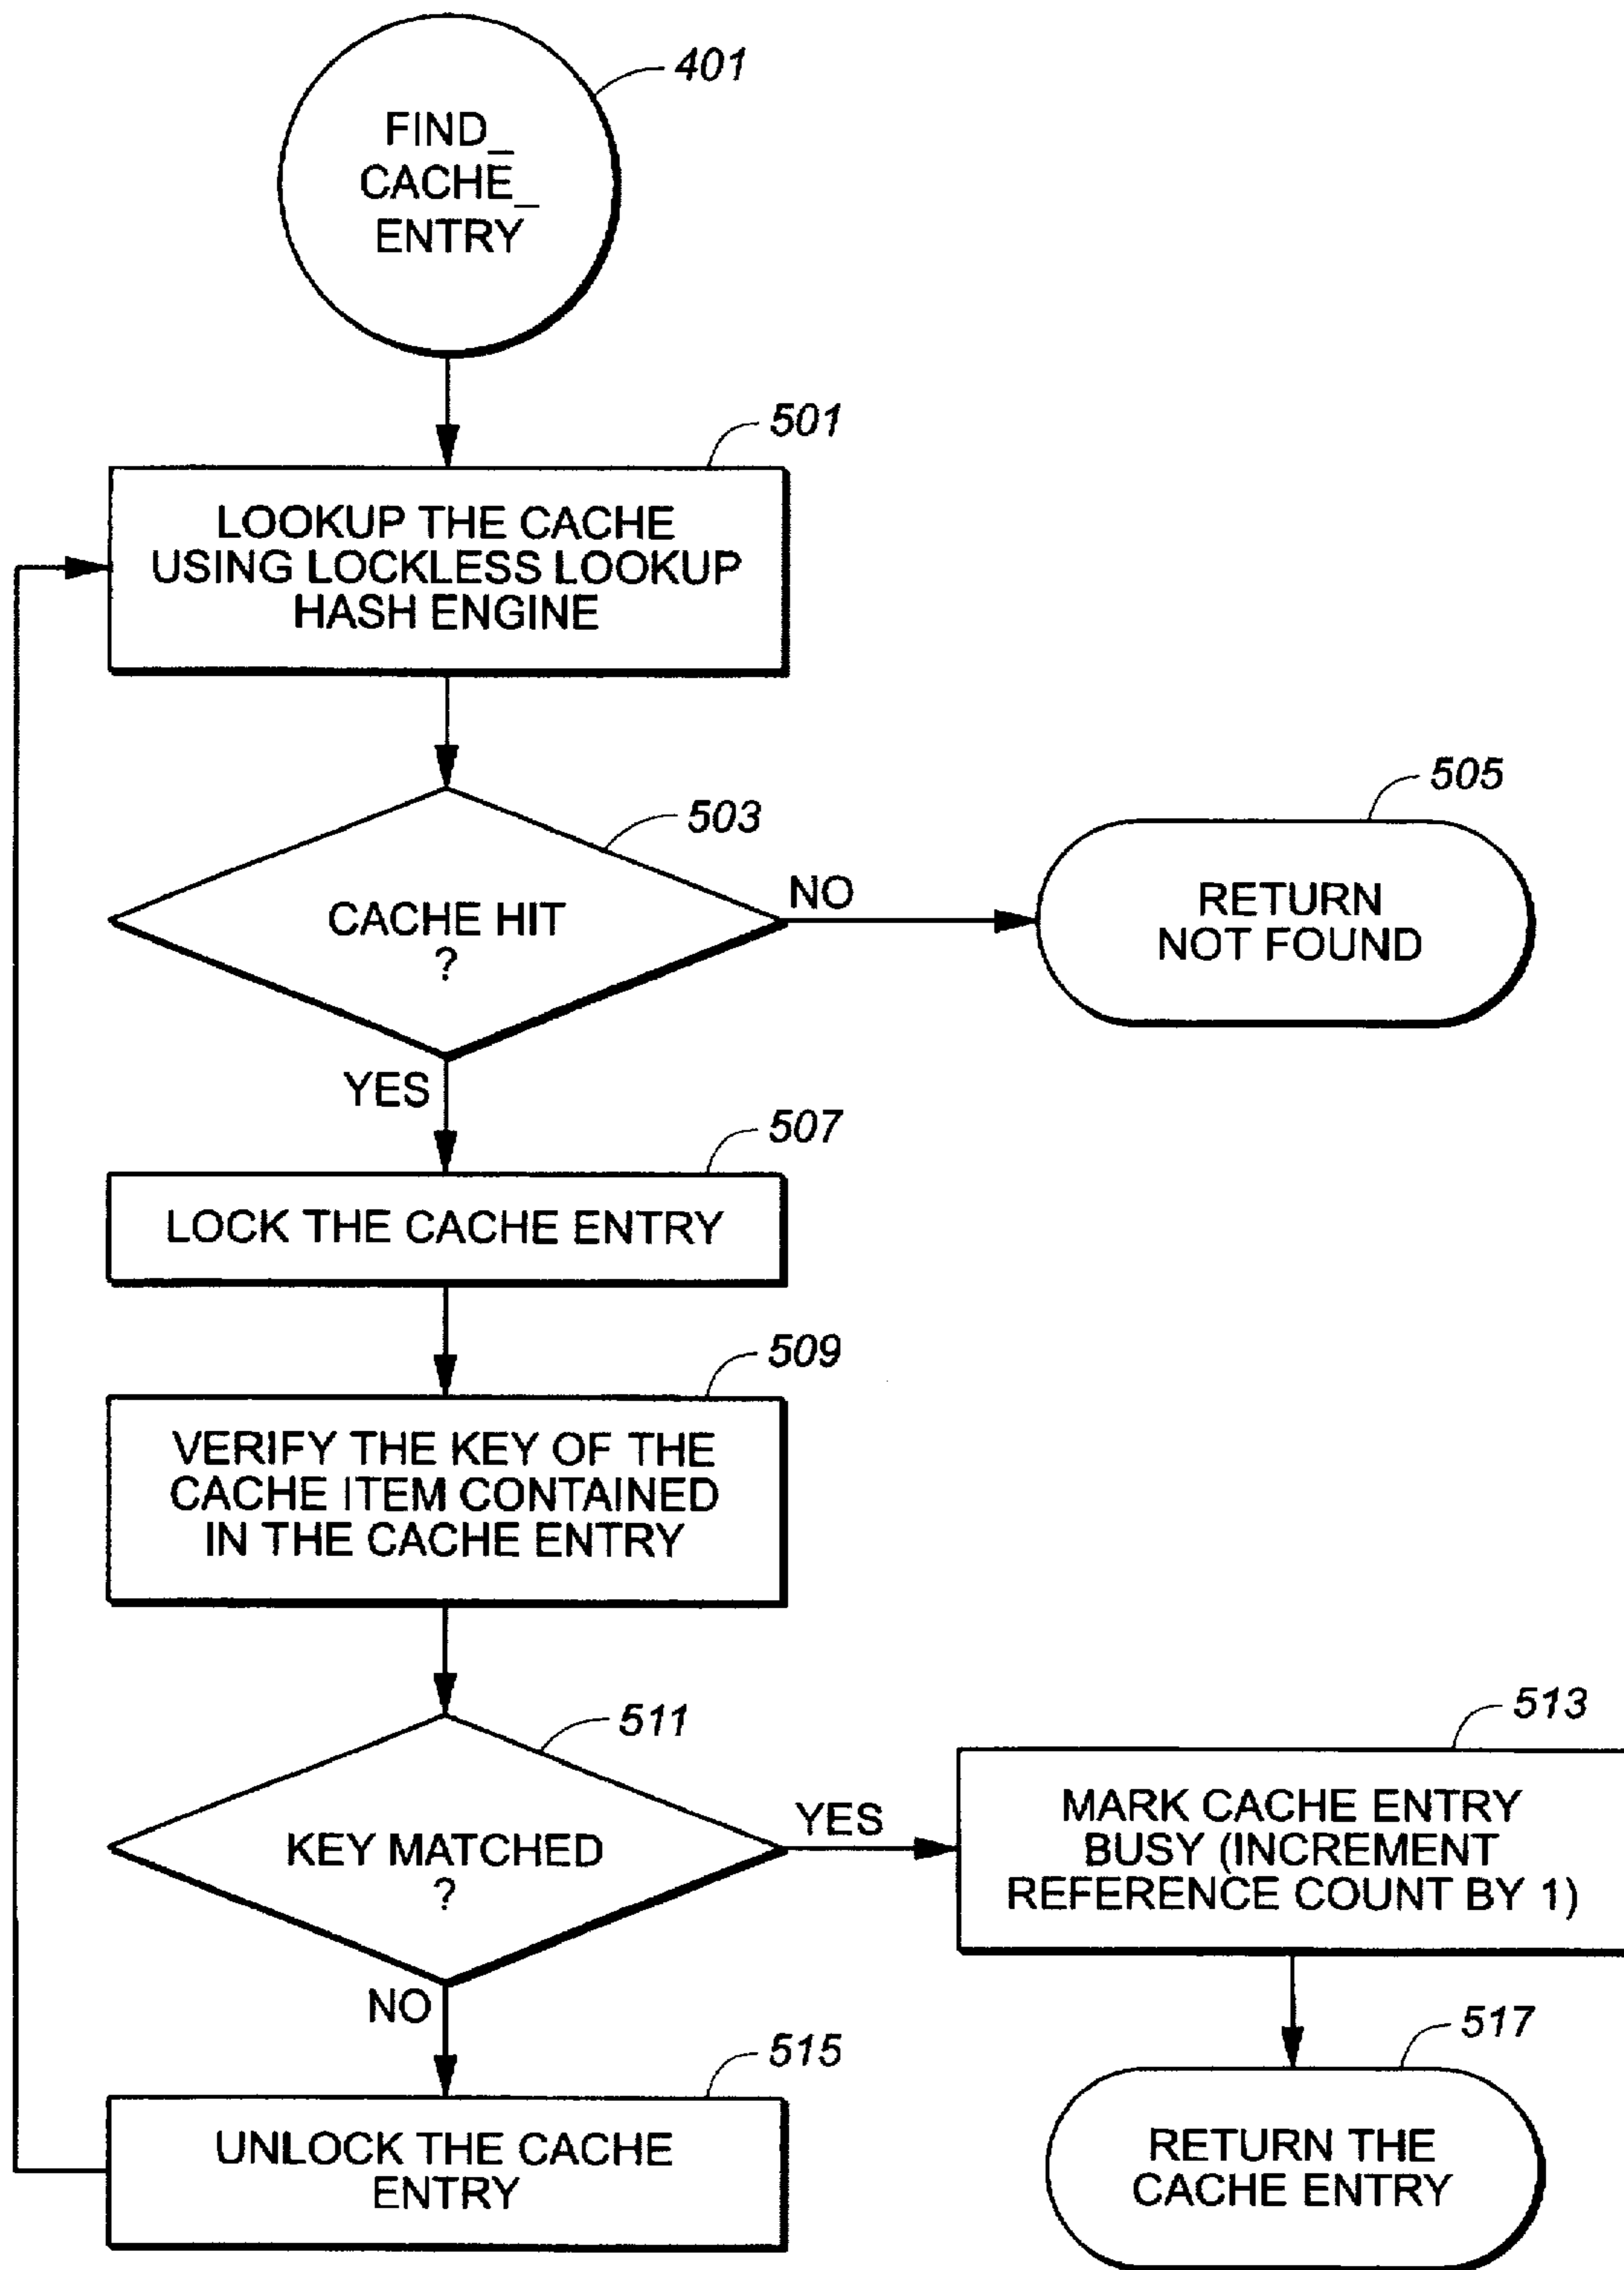 401
FIND_
CACHE_
ENTRY
501
LOOKUP THE CACHE
USING LOCKLESS LOOKUP
HASH ENGINE
503
CACHE HIT
?
NO
505
RETURN
NOT FOUND
YES
507
LOCK THE CACHE ENTRY
509
VERIFY THE KEY OF THE
CACHE ITEM CONTAINED
IN THE CACHE ENTRY
511
KEY MATCHED
?
YES
513
MARK CACHE ENTRY
BUSY (INCREMENT
REFERENCE COUNT BY 1)
NO
515
UNLOCK THE CACHE
ENTRY
517
RETURN THE
CACHE ENTRY